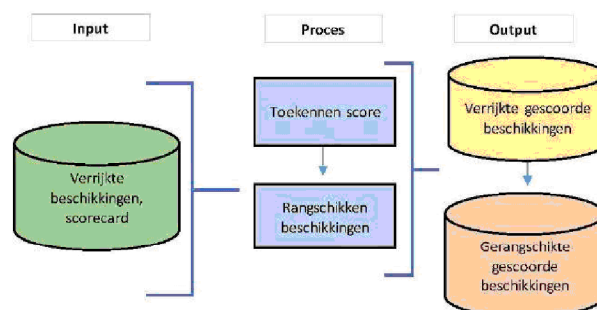 Input
Proces
Output
Verrijkte
beschikkingen,
scorecard
Toekennen score
Rangschikken
beschikkingen
Verrijkte gescoorde
beschikkingen
Gerangschikte
gescoorde
beschikkingen